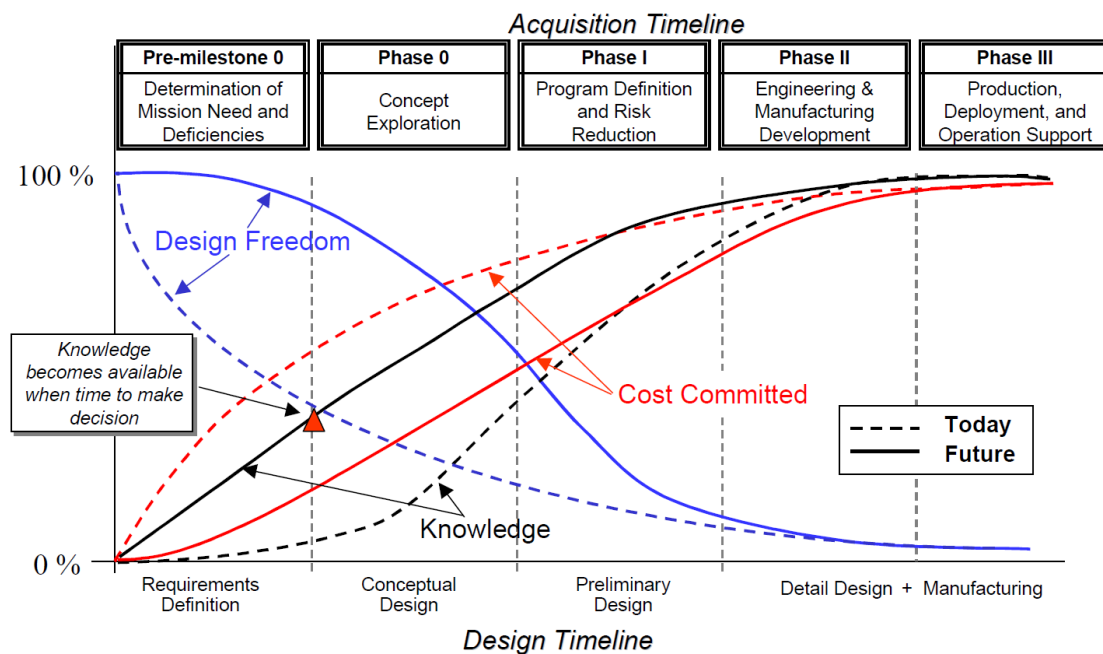 Acquisition Timeline
Pre-milestone 0
Determination of
Mission Need and
Deficiencies
Phase 0
Concept
Exploration
Phase I
Program Definition
and Risk
Reduction
Phase II
Engineering &
Manufacturing
Development
Phase III
Production,
Deployment, and
Operation Support
100 %
Design Freedom
Knowledge
becomes available
when time to make
decision
Cost Committed
Today
Future
Knowledge
0 %
Requirements
Definition
Conceptual
Design
Preliminary
Design
Detail Design + Manufacturing
Design Timeline